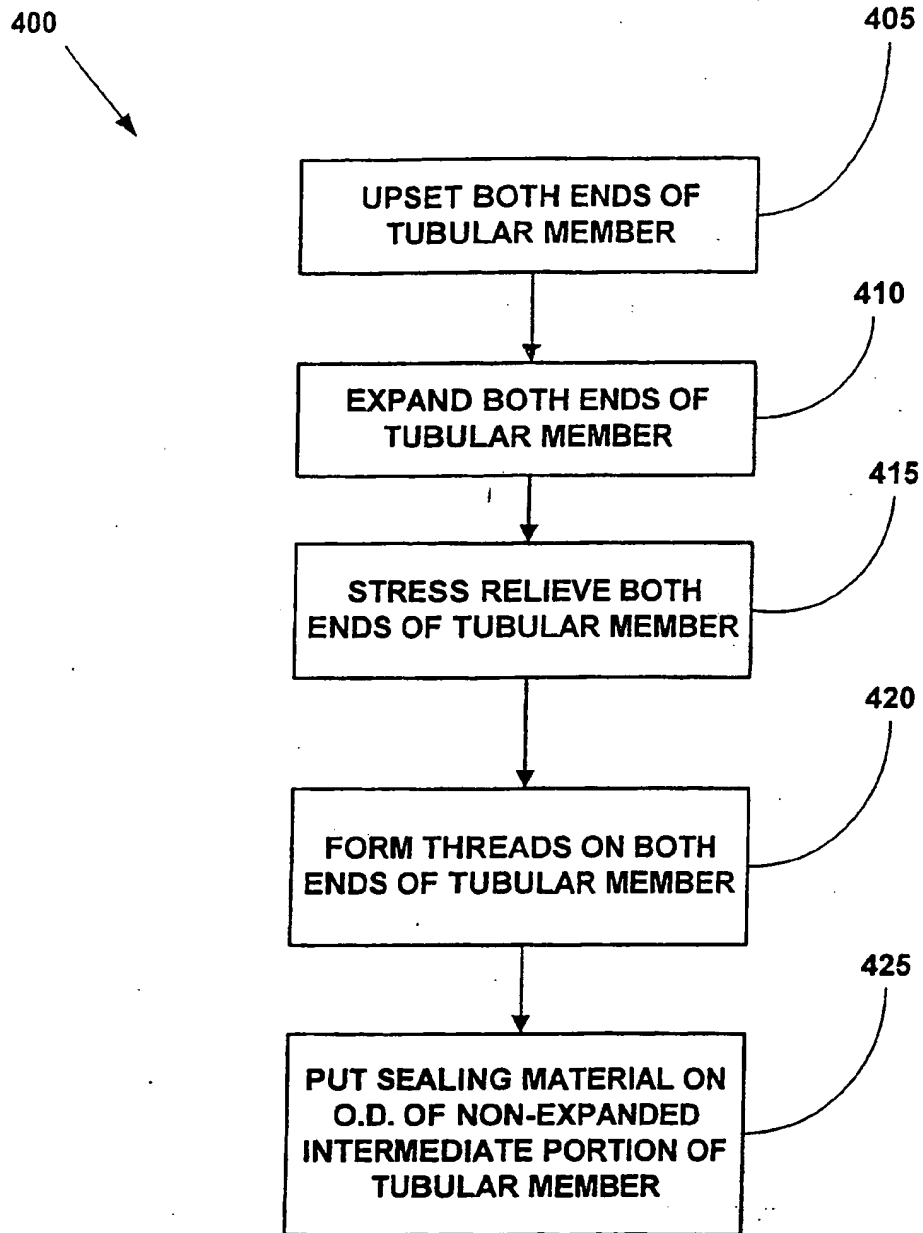 400
405
UPSET BOTH ENDS OF
TUBULAR MEMBER
410
EXPAND BOTH ENDS OF
TUBULAR MEMBER
415
STRESS RELIEVE BOTH
ENDS OF TUBULAR MEMBER
420
FORM THREADS ON BOTH
ENDS OF TUBULAR MEMBER
425
PUT SEALING MATERIAL ON
O.D. OF NON-EXPANDED
INTERMEDIATE PORTION OF
TUBULAR MEMBER